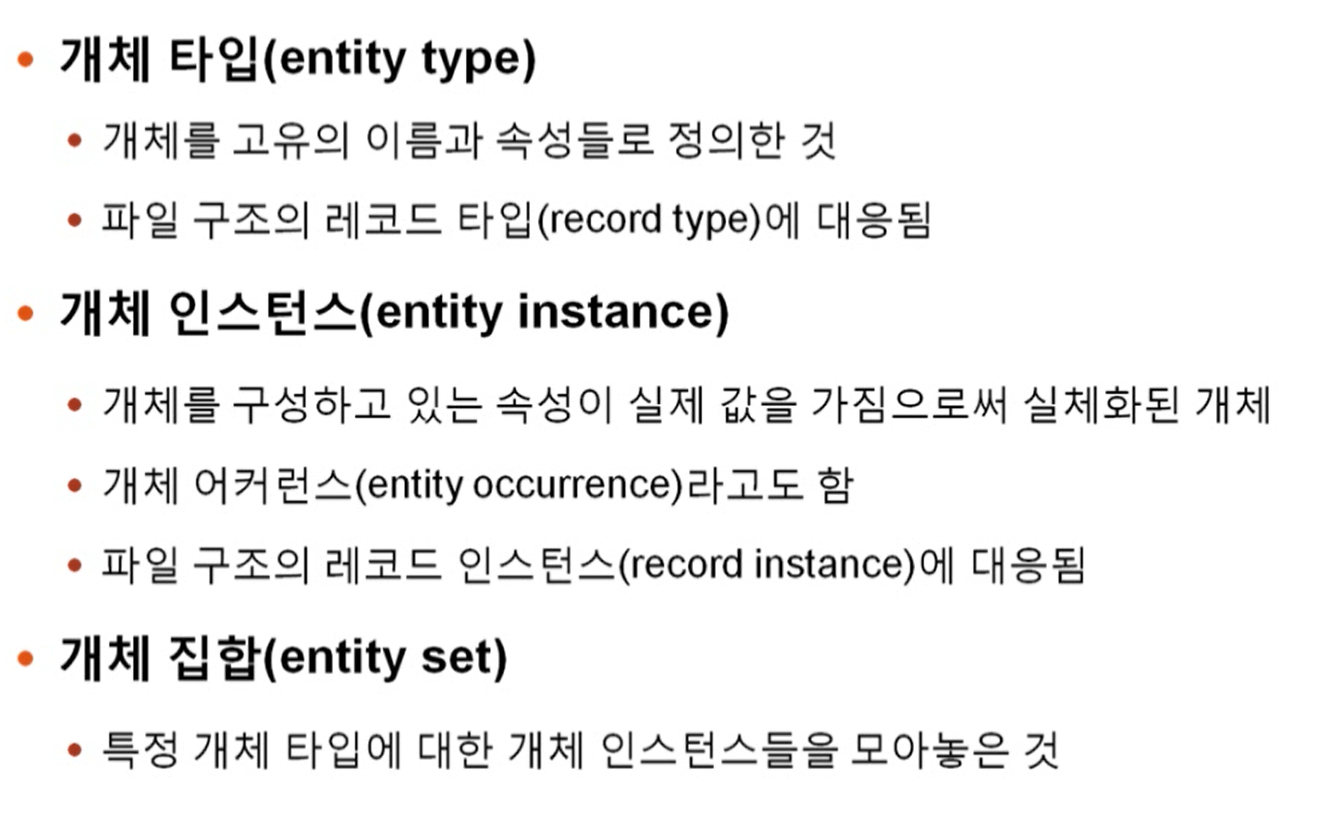 • 개체 타입(entity type)
• 개체를 고유의 이름과 속성들로 정의한 것
• 파일 구조의 레코드 타입(record type)에 대응됨
• 개체 인스턴스(entity instance)
• 개체를 구성하고 있는 속성이 실제 값을 가짐으로써 실체화된 개체
• 개체 어커런스(entity occurrence)라고도 함
• 파일 구조의 레코드 인스턴스(record instance)에 대응됨
• 개체 집합(entity set)
• 특정 개체 타입에 대한 개체 인스턴스들을 모아놓은 것